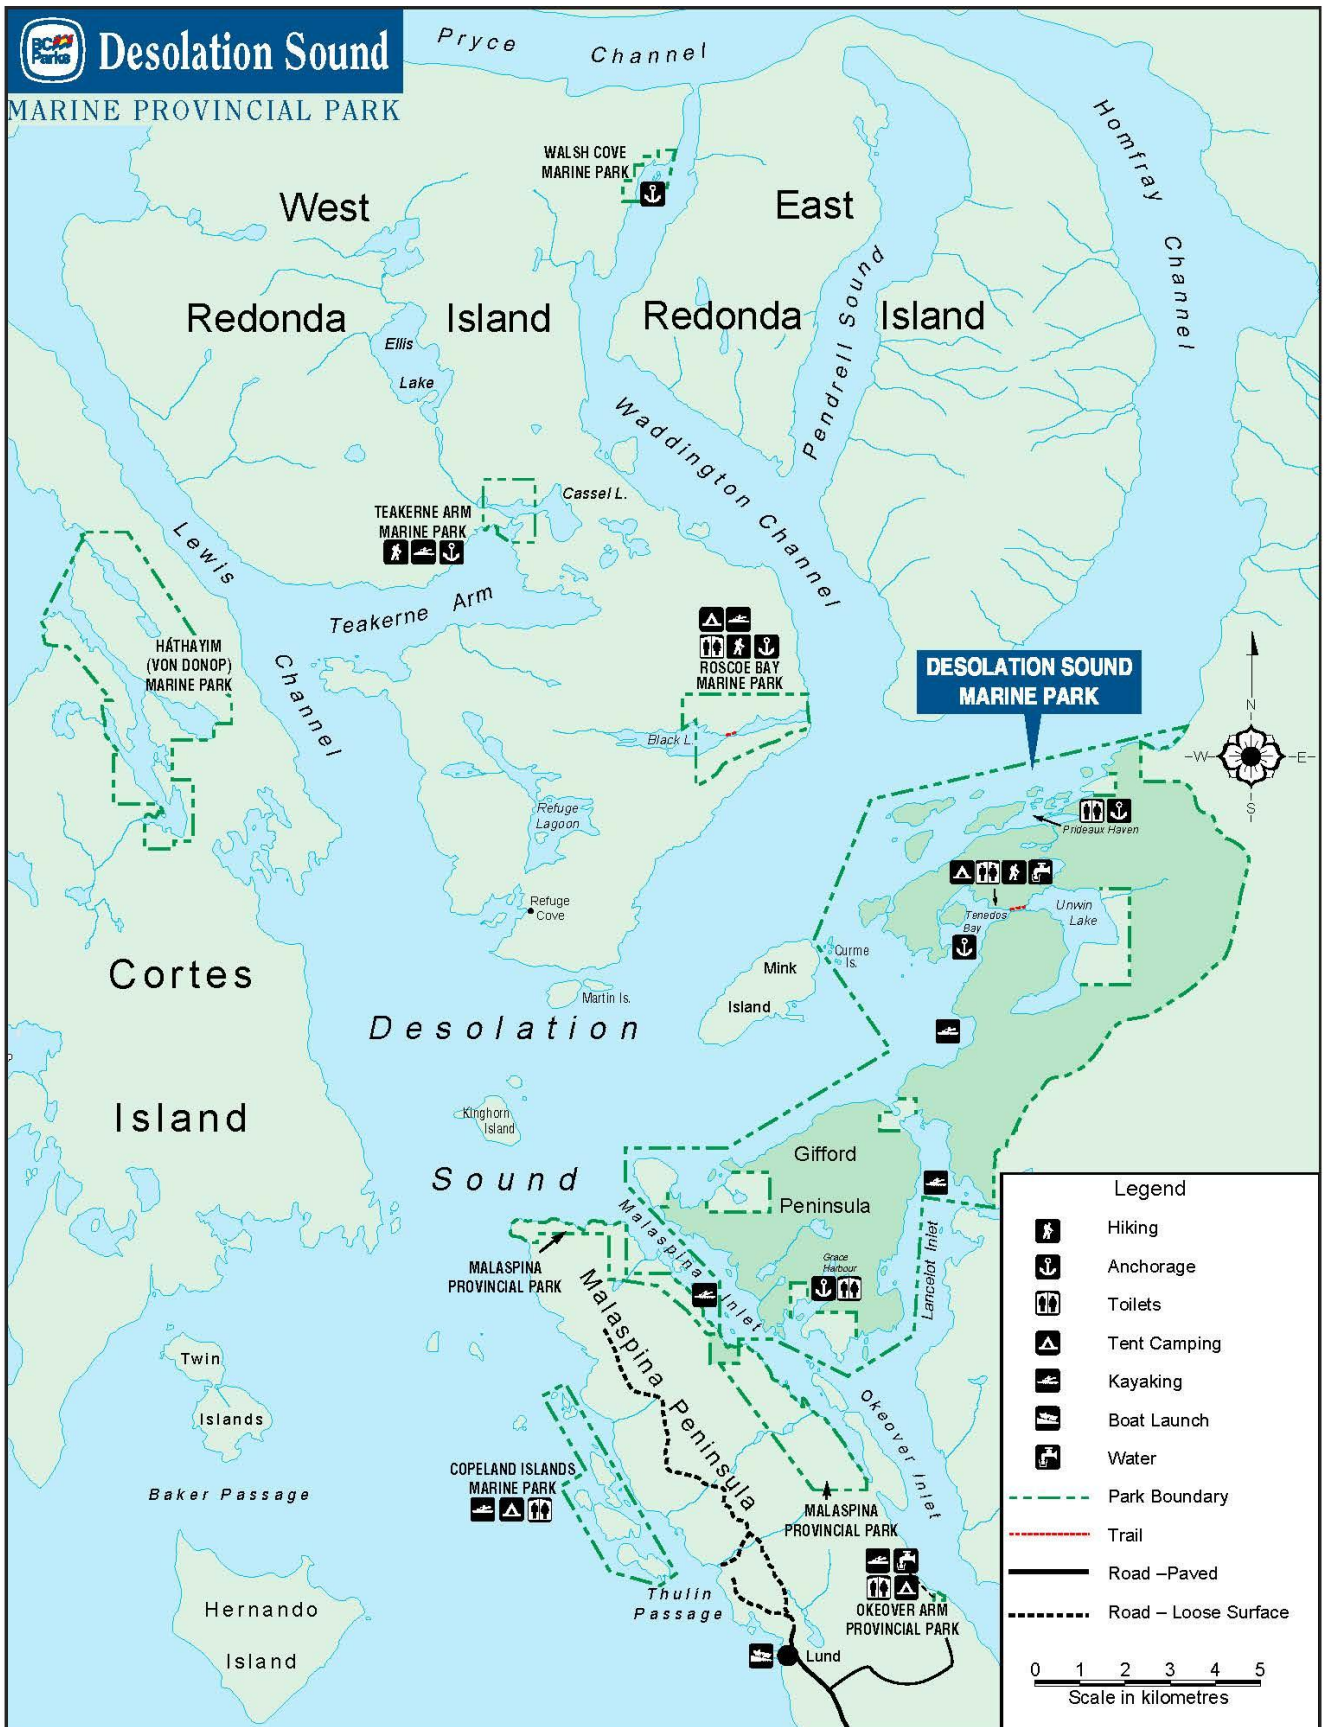 BC Parks
Desolation Sound
MARINE PROVINCIAL PARK
Pryce Channel
Homfray Channel
WALSH COVE
MARINE PARK
West
Redonda Island
East
Redonda Island
Pendrell Sound
Ellis
Lake
Waddington Channel
Cassel L.
TEAKERNE ARM
MARINE PARK
Lewis Channel
Teakerne Arm
HÁTHAYIM
(VON DONOP)
MARINE PARK
ROSCOE BAY
MARINE PARK
Black L.
DESOLATION SOUND
MARINE PARK
N
W
E
S
Refuge
Lagoon
Prideaux Haven
Refuge
Cove
Tenedos
Bay
Unwin
Lake
Curme
Is.
Mink
Island
Martin Is.
Cortes
Island
Desolation
Sound
Kinghorn
Island
Gifford
Peninsula
Malaspina Inlet
Lancelot Inlet
Grace
Harbour
MALASPINA
PROVINCIAL PARK
Malaspina Peninsula
Twin
Islands
Okeover Inlet
COPELAND ISLANDS
MARINE PARK
Baker Passage
MALASPINA
PROVINCIAL PARK
Thulin
Passage
OKEOVER ARM
PROVINCIAL PARK
Hernando
Island
Lund
Legend
Hiking
Anchorage
Toilets
Tent Camping
Kayaking
Boat Launch
Water
Park Boundary
Trail
Road –Paved
Road – Loose Surface
0 1 2 3 4 5
Scale in kilometres